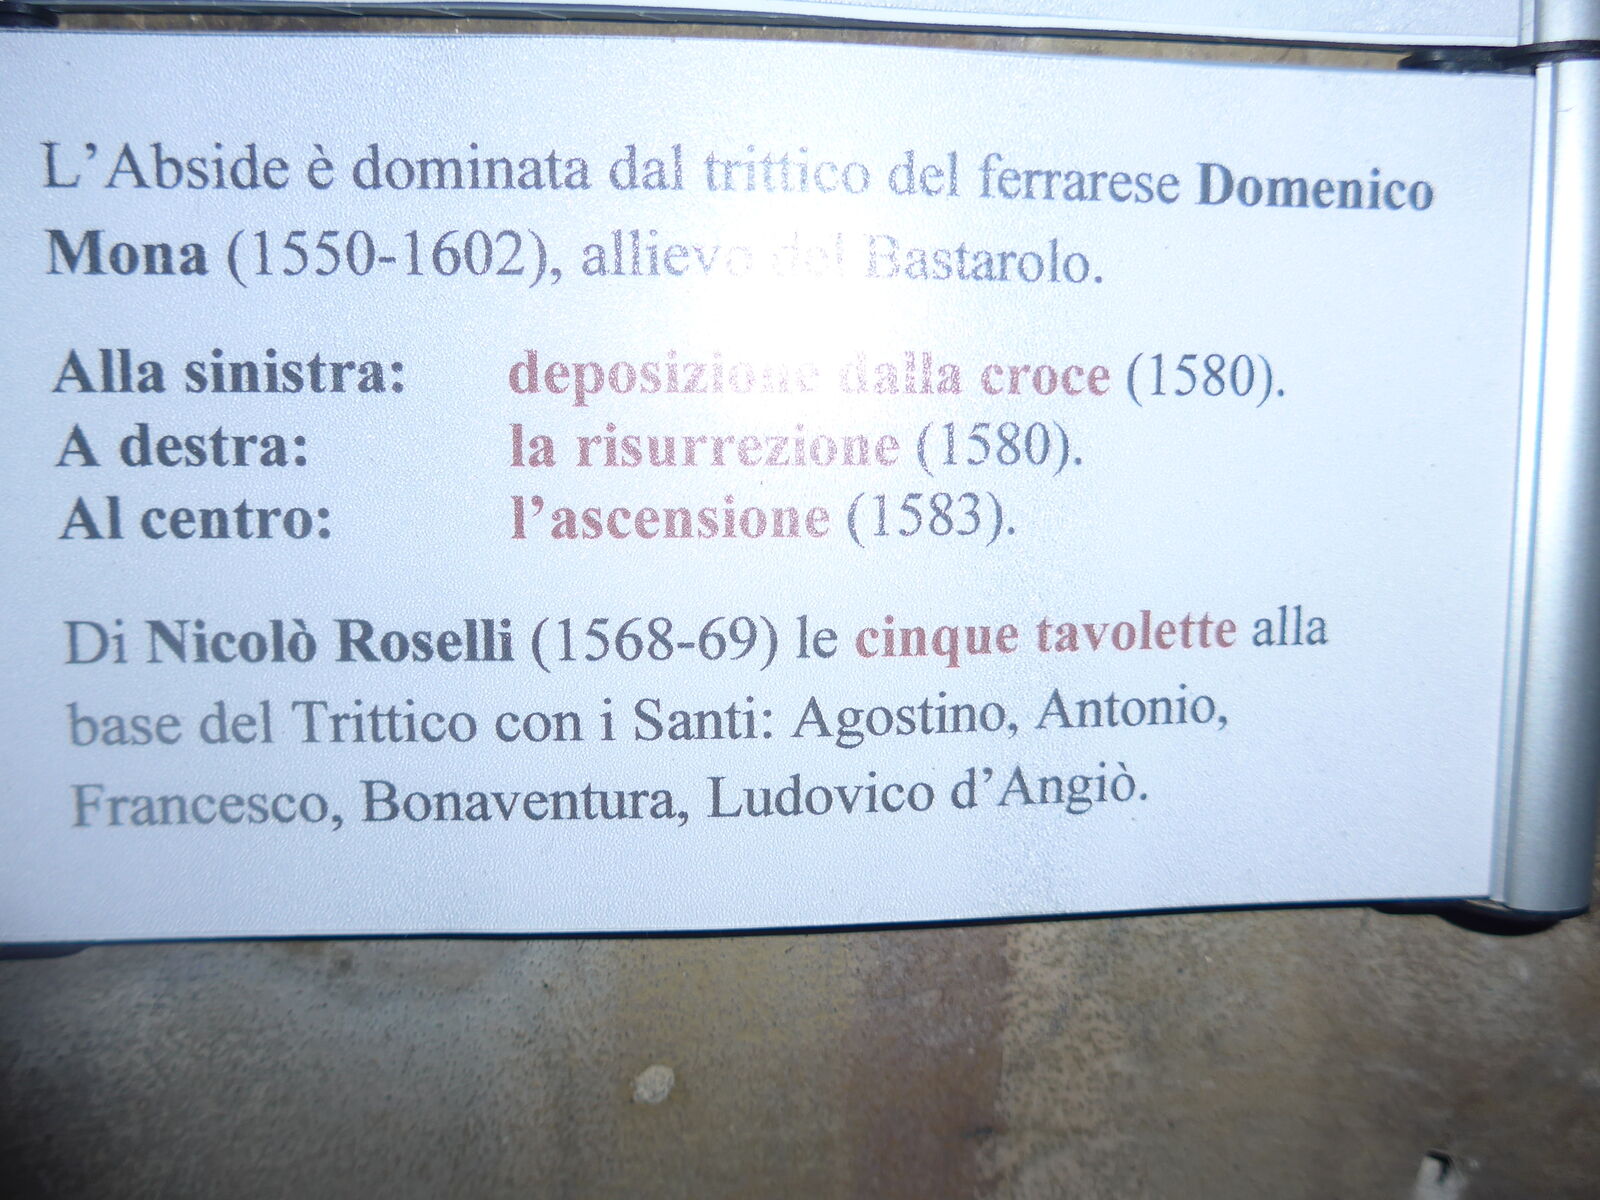 L'Abside è dominata dal trittico del ferrarese Domenico
Mona (1550-1602), allievo del Bastarolo.
Alla sinistra: deposizione dalla croce (1580).
A destra: la risurrezione (1580).
Al centro: l'ascensione (1583).
Di Nicolò Roselli (1568-69) le cinque tavolette alla
base del Trittico con i Santi: Agostino, Antonio,
Francesco, Bonaventura, Ludovico d'Angiò.